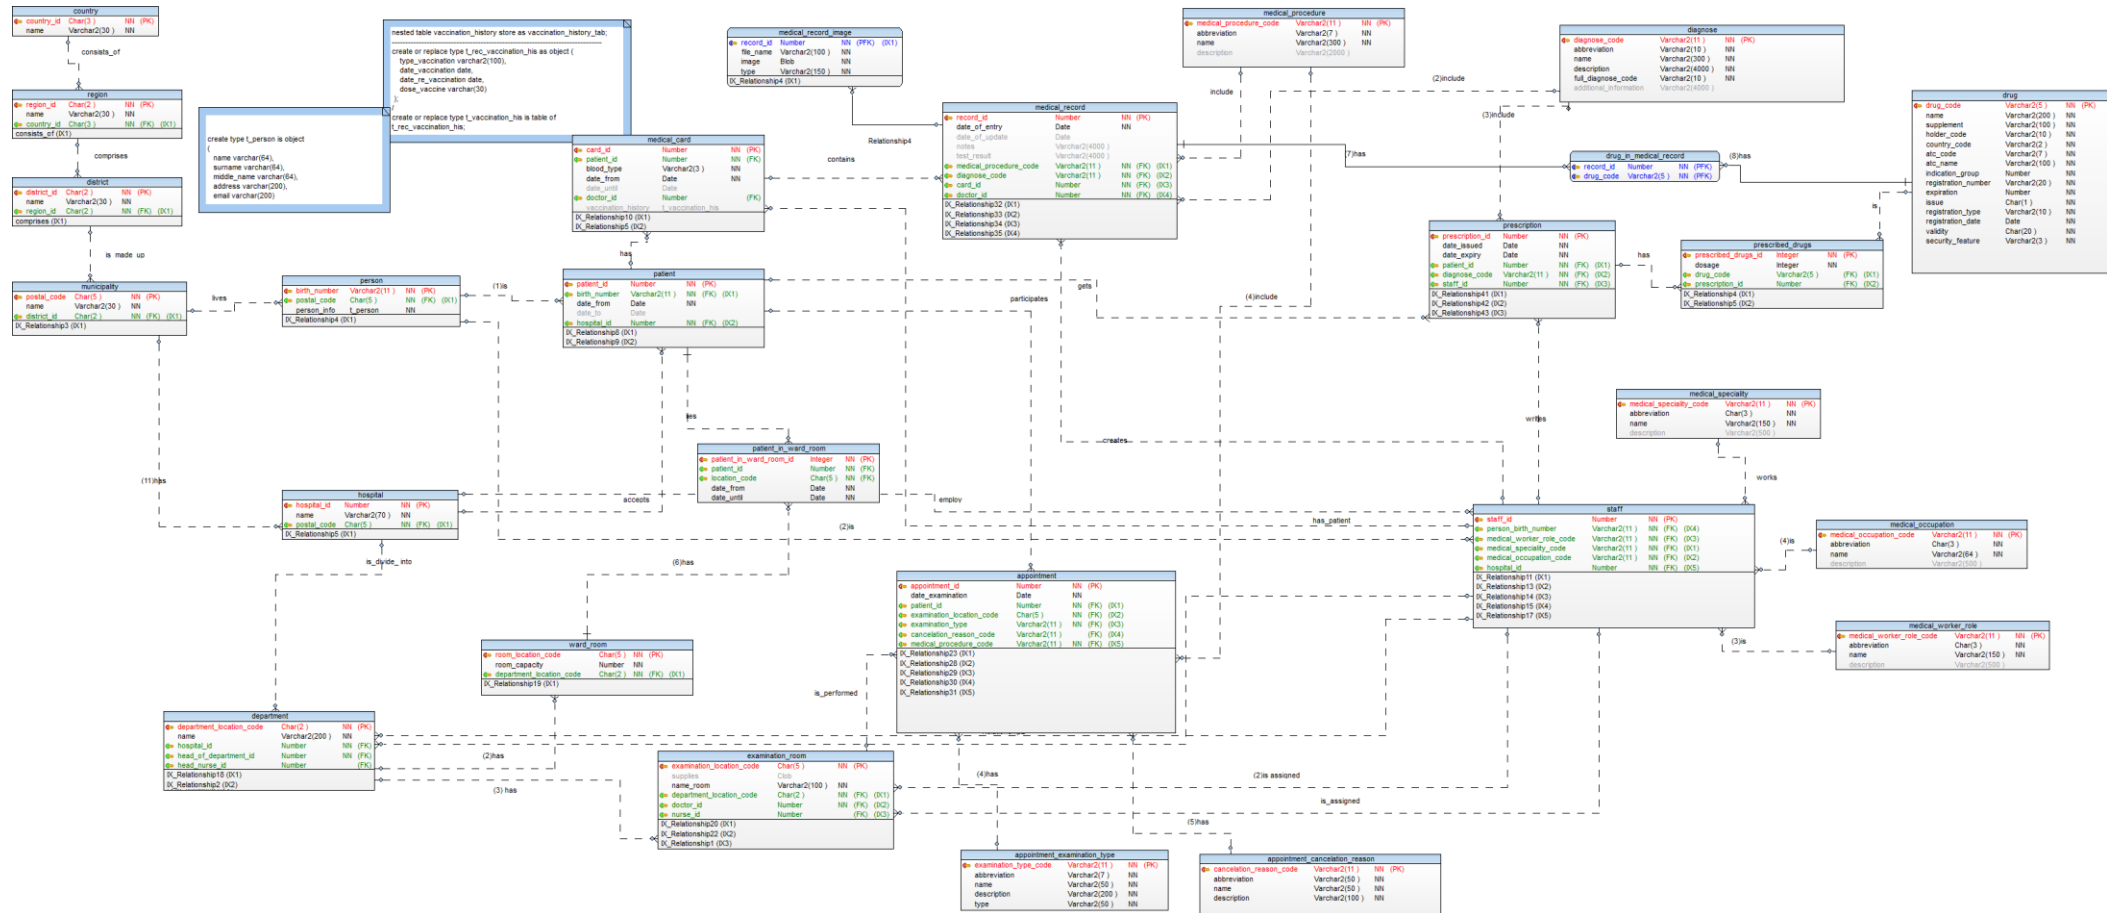 country
country_id Char(3 ) NN (PK)
name Varchar2(30 ) NN
consists_of
region
region_id Char(2 ) NN (PK)
name Varchar2(30 ) NN
country_id Char(3 ) NN (FK) (IX1)
consists_of (IX1)
comprises
district
district_id Char(2 ) NN (PK)
name Varchar2(30 ) NN
region_id Char(2 ) NN (FK) (IX1)
comprises (IX1)
is_made_up
municipality
postal_code Char(5 ) NN (PK)
name Varchar2(30 ) NN
district_id Char(2 ) NN (FK) (IX1)
IX_Relationship3 (IX1)
lives
(11)has
create type t_person is object
(
name varchar(64),
surname varchar(64),
middle_name varchar(64),
address varchar(200),
email varchar(200)
nested table vaccination_history store as vaccination_history_tab;
create or replace type t_rec_vaccination_his as object (
type_vaccination varchar2(100),
date_vaccination date,
date_re_vaccination date,
dose_vaccine varchar(30)
);
/
create or replace type t_vaccination_his is table of
t_rec_vaccination_his;
person
birth_number Varchar2(11 ) NN (PK)
postal_code Char(5 ) NN (FK) (IX1)
person_info t_person NN
IX_Relationship4 (IX1)
(1)is
medical_card
card_id Number NN (PK)
patient_id Number NN (FK)
blood_type Varchar2(3 ) NN
date_from Date NN
date_until Date
doctor_id Number (FK)
vaccination_history t_vaccination_his
IX_Relationship10 (IX1)
IX_Relationship5 (IX2)
has
patient
patient_id Number NN (PK)
birth_number Varchar2(11 ) NN (FK) (IX1)
date_from Date NN
date_to Date
hospital_id Number NN (FK) (IX2)
IX_Relationship8 (IX1)
IX_Relationship9 (IX2)
medical_record_image
record_id Number NN (PFK) (IX1)
file_name Varchar2(100 ) NN
image Blob NN
type Varchar2(150 ) NN
IX_Relationship4 (IX1)
Relationship4
contains
medical_record
record_id Number NN (PK)
date_of_entry Date NN
date_of_update Date
notes Varchar2(4000 )
test_result Varchar2(4000 )
medical_procedure_code Varchar2(11 ) NN (FK) (IX1)
diagnose_code Varchar2(11 ) NN (FK) (IX2)
card_id Number NN (FK) (IX3)
doctor_id Number NN (FK) (IX4)
IX_Relationship32 (IX1)
IX_Relationship33 (IX2)
IX_Relationship34 (IX3)
IX_Relationship35 (IX4)
medical_procedure
medical_procedure_code Varchar2(11 ) NN (PK)
abbreviation Varchar2(7 ) NN
name Varchar2(300 ) NN
description Varchar2(2000 )
include
(2)include
(3)include
(4)include
diagnose
diagnose_code Varchar2(11 ) NN (PK)
abbreviation Varchar2(10 ) NN
name Varchar2(300 ) NN
description Varchar2(4000 ) NN
full_diagnose_code Varchar2(10 ) NN
additional_information Varchar2(4000 )
drug
drug_code Varchar2(5 ) NN (PK)
name Varchar2(200 ) NN
supplement Varchar2(100 ) NN
holder_code Varchar2(10 ) NN
country_code Varchar2(2 ) NN
atc_code Varchar2(7 ) NN
atc_name Varchar2(100 ) NN
indication_group Number NN
registration_number Varchar2(20 ) NN
expiration Number NN
issue Char(1 ) NN
registration_type Varchar2(10 ) NN
registration_date Date NN
validity Char(20 ) NN
security_feature Varchar2(3 ) NN
(7)has
drug_in_medical_record
record_id Number NN (PFK)
drug_code Varchar2(5 ) NN (PFK)
(8)has
is
prescription
prescription_id Number NN (PK)
date_issued Date NN
date_expiry Date NN
patient_id Number NN (FK) (IX1)
diagnose_code Varchar2(11 ) NN (FK) (IX2)
staff_id Number NN (FK) (IX3)
IX_Relationship41 (IX1)
IX_Relationship42 (IX2)
IX_Relationship43 (IX3)
has
prescribed_drugs
prescribed_drugs_id Integer NN (PK)
dosage Integer NN
drug_code Varchar2(5 ) (FK) (IX1)
prescription_id Number (FK) (IX2)
IX_Relationship4 (IX1)
IX_Relationship5 (IX2)
participates
gets
lies
creates
writes
medical_speciality
medical_speciality_code Varchar2(11 ) NN (PK)
abbreviation Char(3 ) NN
name Varchar2(150 ) NN
description Varchar2(500 )
works
patient_in_ward_room
patient_in_ward_room_id Integer NN (PK)
patient_id Number NN (FK)
location_code Char(5 ) NN (FK)
date_from Date NN
date_until Date NN
hospital
hospital_id Number NN (PK)
name Varchar2(70 ) NN
postal_code Char(5 ) NN (FK) (IX1)
IX_Relationship5 (IX1)
accepts
employ
(2)is
has_patient
is_divide_into
(6)has
staff
staff_id Number NN (PK)
person_birth_number Varchar2(11 ) NN (FK) (IX4)
medical_worker_role_code Varchar2(11 ) NN (FK) (IX3)
medical_speciality_code Varchar2(11 ) NN (FK) (IX1)
medical_occupation_code Varchar2(11 ) NN (FK) (IX2)
hospital_id Number NN (FK) (IX5)
IX_Relationship11 (IX1)
IX_Relationship13 (IX2)
IX_Relationship14 (IX3)
IX_Relationship15 (IX4)
IX_Relationship17 (IX5)
(4)is
medical_occupation
medical_occupation_code Varchar2(11 ) NN (PK)
abbreviation Char(3 ) NN
name Varchar2(64 ) NN
description Varchar2(500 )
(3)is
medical_worker_role
medical_worker_role_code Varchar2(11 ) NN (PK)
abbreviation Char(3 ) NN
name Varchar2(150 ) NN
description Varchar2(500 )
appointment
appointment_id Number NN (PK)
date_examination Date NN
patient_id Number NN (FK) (IX1)
examination_location_code Char(5 ) NN (FK) (IX2)
examination_type Varchar2(11 ) NN (FK) (IX3)
cancelation_reason_code Varchar2(11 ) (FK) (IX4)
medical_procedure_code Varchar2(11 ) NN (FK) (IX5)
IX_Relationship23 (IX1)
IX_Relationship28 (IX2)
IX_Relationship29 (IX3)
IX_Relationship30 (IX4)
IX_Relationship31 (IX5)
is_performed
ward_room
room_location_code Char(5 ) NN (PK)
room_capacity Number NN
department_location_code Char(2 ) NN (FK) (IX1)
IX_Relationship19 (IX1)
department
department_location_code Char(2 ) NN (PK)
name Varchar2(200 ) NN
hospital_id Number NN (FK)
head_of_department_id Number NN (FK)
head_nurse_id Number (FK)
IX_Relationship18 (IX1)
IX_Relationship2 (IX2)
(2)has
(3) has
examination_room
examination_location_code Char(5 ) NN (PK)
supplies Clob
name_room Varchar2(100 ) NN
department_location_code Char(2 ) NN (FK) (IX1)
doctor_id Number NN (FK) (IX2)
nurse_id Number (FK) (IX3)
IX_Relationship20 (IX1)
IX_Relationship22 (IX2)
IX_Relationship1 (IX3)
(4)has
(2)is assigned
is_assigned
(5)has
appointment_examination_type
examination_type_code Varchar2(11 ) NN (PK)
abbreviation Varchar2(7 ) NN
name Varchar2(50 ) NN
description Varchar2(200 ) NN
type Varchar2(50 ) NN
appointment_cancelation_reason
cancelation_reason_code Varchar2(11 ) NN (PK)
abbreviation Varchar2(50 ) NN
name Varchar2(50 ) NN
description Varchar2(100 ) NN